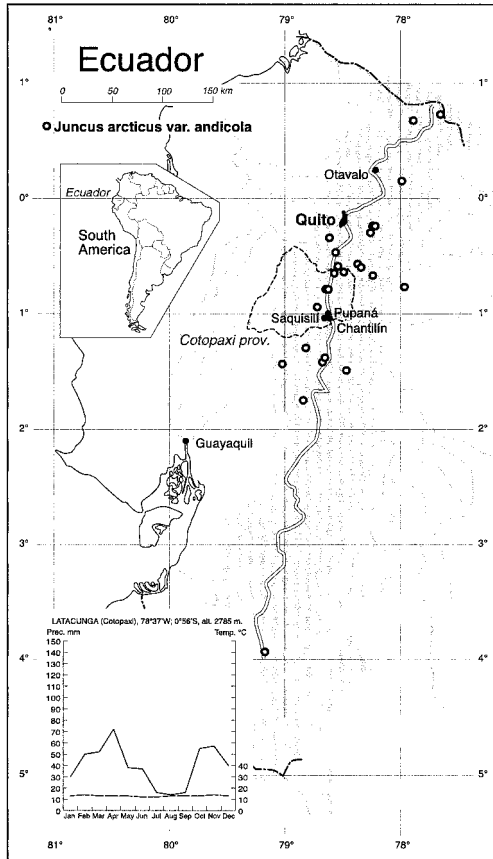 81° 80° 79° 78°
Ecuador
0 50 100 150 km
Juncus arcticus var. andicola
1°
1°
Ecuador
South
America
Otavalo
0°
0°
Quito
Saquisilí
Pupaná
Chantilín
Cotopaxi prov.
1°
1°
2°
2°
Guayaquil
3°
3°
LATACUNGA (Cotopaxi), 78°37'W; 0°56'S, alt. 2785 m.
Prec. mm
Temp. °C
150
140
130
120
110
100
90
80
70
60
50
40 40
30 30
20 20
10 10
0 0
Jan Feb Mar Apr May Jun Jul Aug Sep Oct Nov Dec
4°
4°
5°
5°
81° 80° 79° 78°